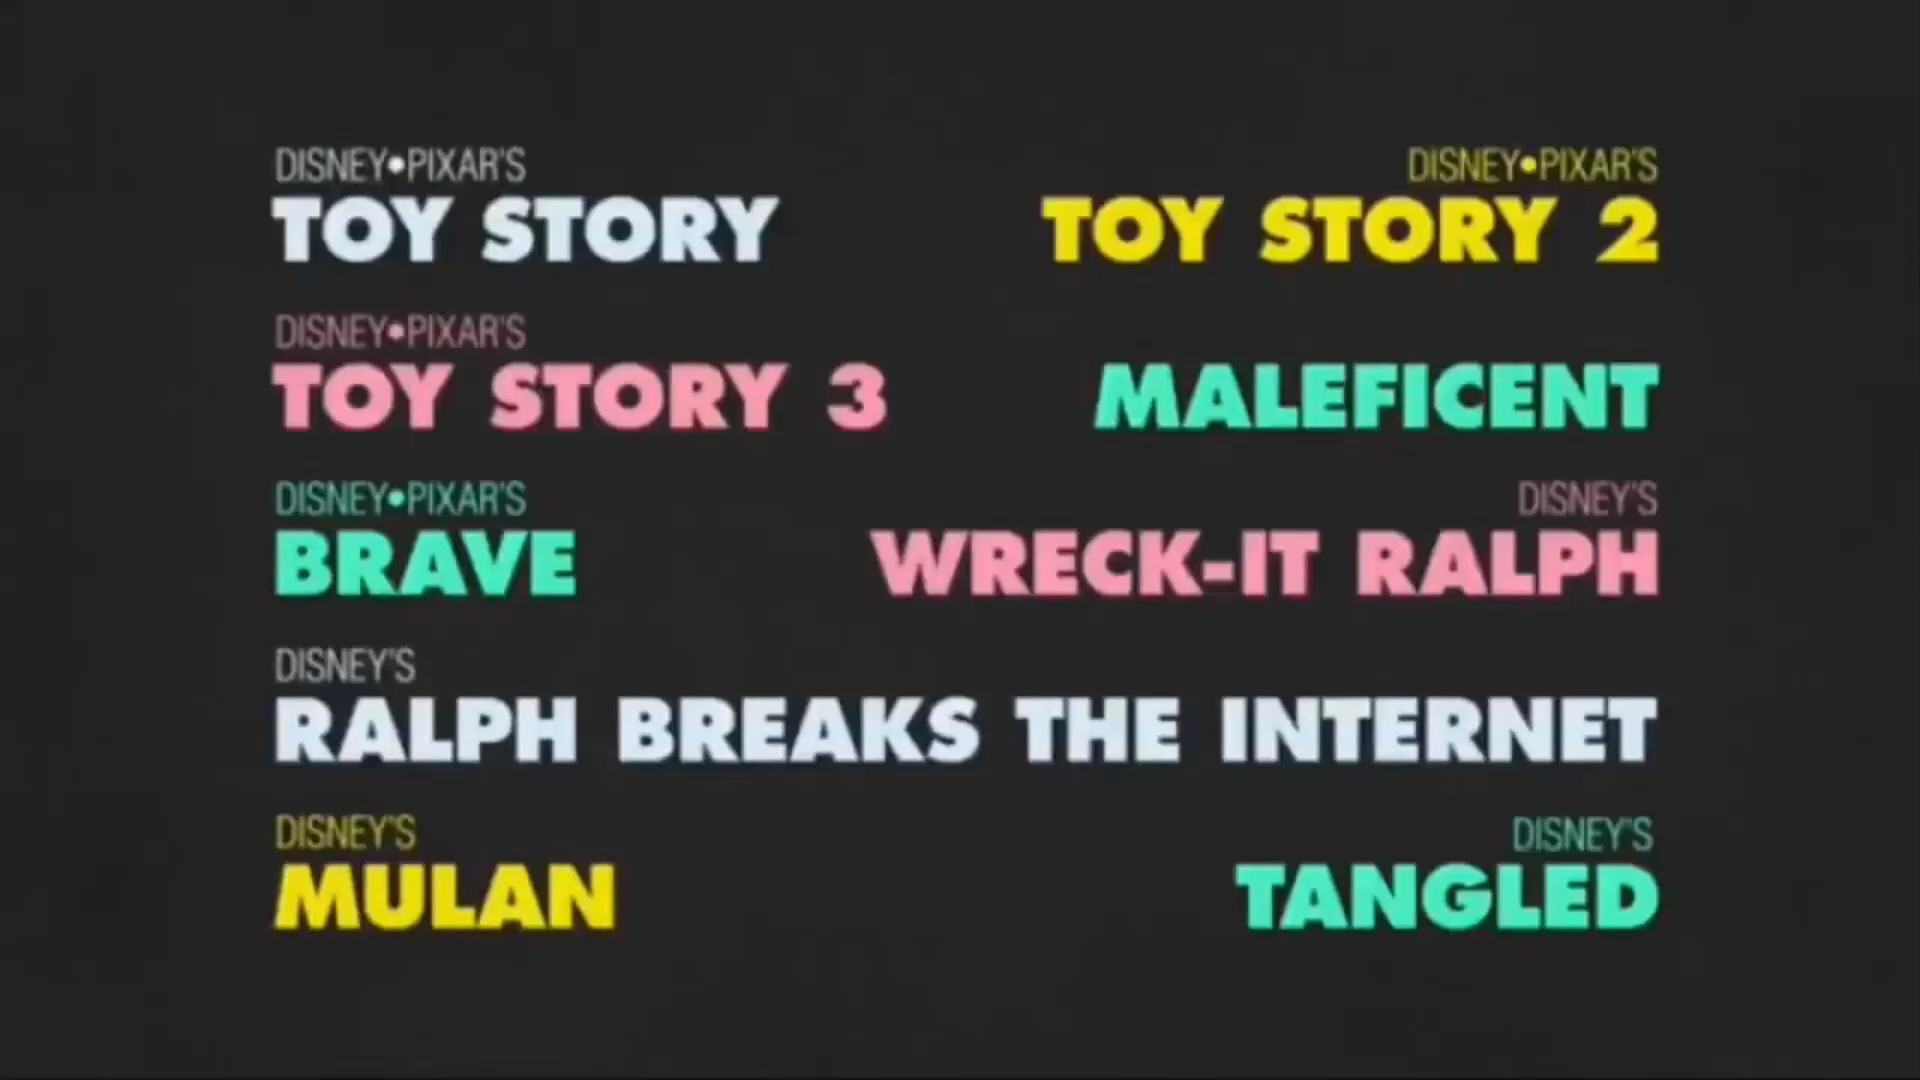 DISNEY•PIXAR'S
TOY STORY
DISNEY•PIXAR'S
TOY STORY 2
DISNEY•PIXAR'S
TOY STORY 3
MALEFICENT
DISNEY•PIXAR'S
BRAVE
DISNEY'S
WRECK-IT RALPH
DISNEY'S
RALPH BREAKS THE INTERNET
DISNEY'S
MULAN
DISNEY'S
TANGLED